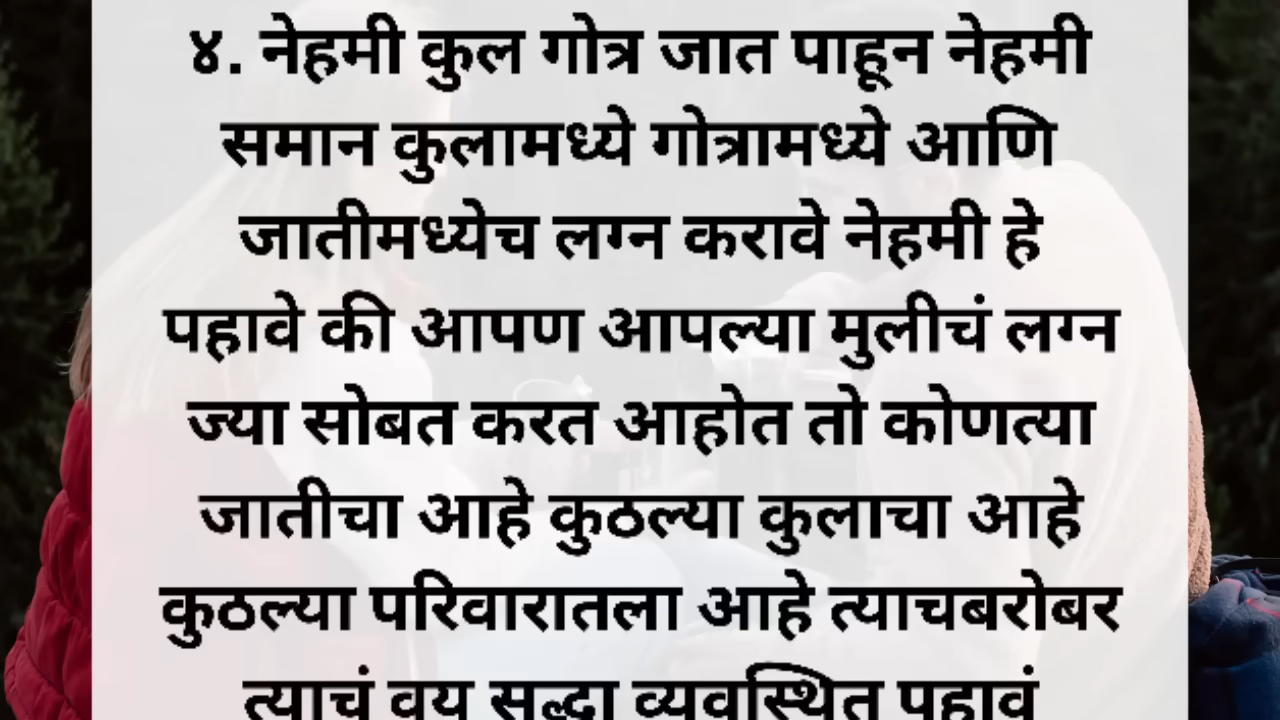 ४. नेहमी कुल गोत्र जात पाहून नेहमी
समान कुलामध्ये गोत्रामध्ये आणि
जातीमध्येच लग्न करावे नेहमी हे
पहावे की आपण आपल्या मुलीचं लग्न
ज्या सोबत करत आहोत तो कोणत्या
जातीचा आहे कुठल्या कुलाचा आहे
कुठल्या परिवारातला आहे त्याचबरोबर
त्याचं वय सुद्धा व्यवस्थित पहावं